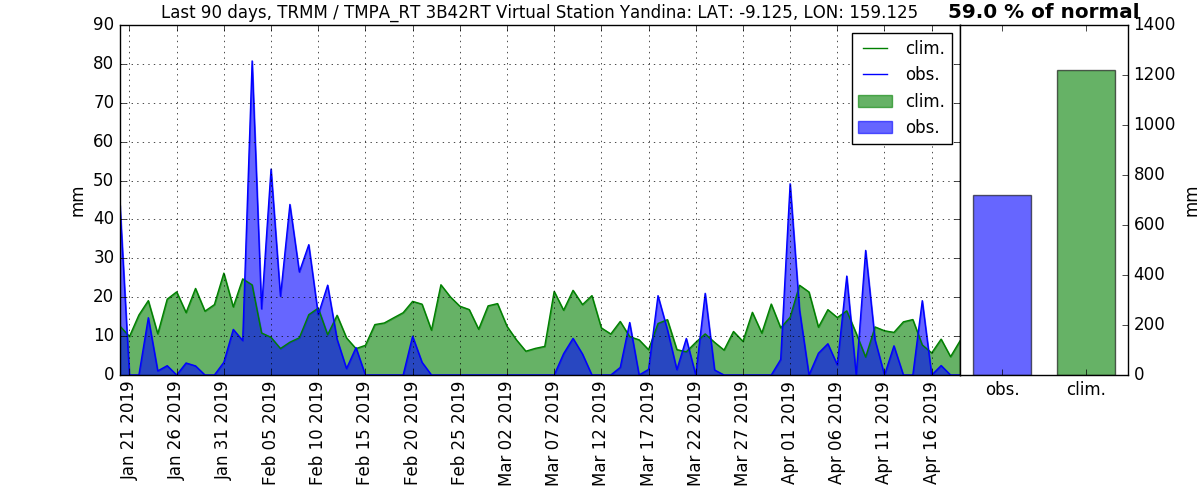 Last 90 days, TRMM / TMPA_RT 3B42RT Virtual Station Yandina: LAT: -9.125, LON: 159.125
59.0 % of normal
90
80
70
60
50
40
30
20
10
0
mm
clim.
obs.
clim.
obs.
Jan 21 2019
Jan 26 2019
Jan 31 2019
Feb 05 2019
Feb 10 2019
Feb 15 2019
Feb 20 2019
Feb 25 2019
Mar 02 2019
Mar 07 2019
Mar 12 2019
Mar 17 2019
Mar 22 2019
Mar 27 2019
Apr 01 2019
Apr 06 2019
Apr 11 2019
Apr 16 2019
1400
1200
1000
800
600
400
200
0
mm
obs.
clim.